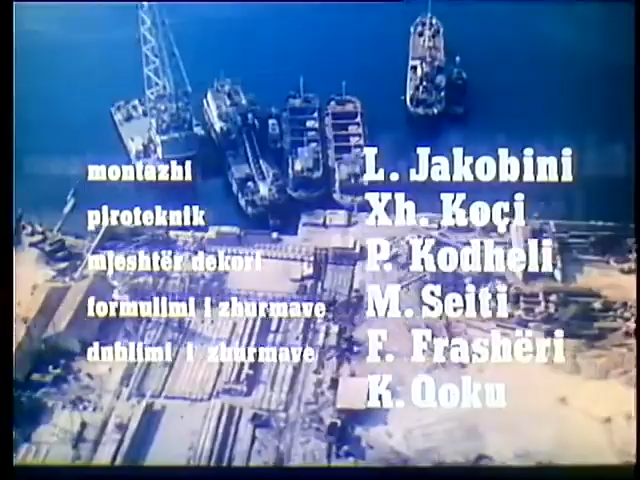 montazhi L. Jakobini
piroteknik Xh. Koçi
mjeshtër dekori P. Kodheli
formulimi i zhurmave M. Seiti
dublimi i zhurmave F. Frashëri
K. Qoku